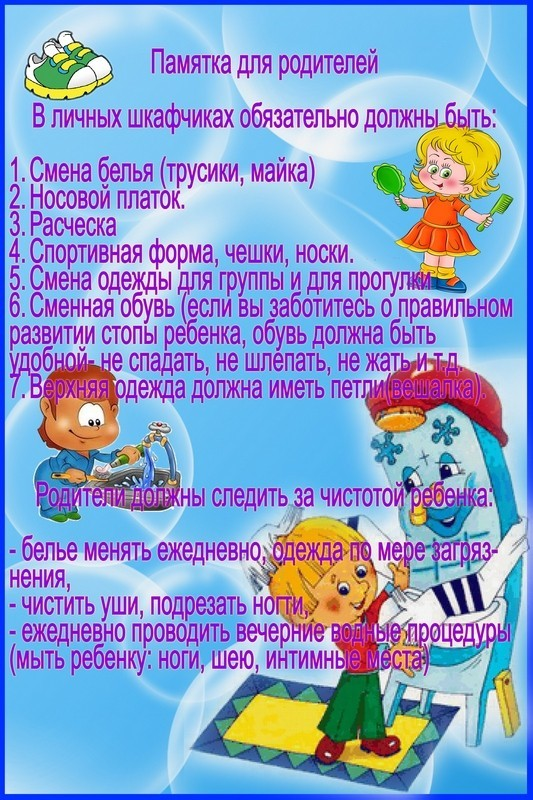 Памятка для родителей
В личных шкафчиках обязательно должны быть:
1. Смена белья (трусики, майка)
2. Носовой платок.
3. Расческа
4. Спортивная форма, чешки, носки.
5. Смена одежды для группы и для прогулки
6. Сменная обувь (если вы заботитесь о правильном
развитии стопы ребенка, обувь должна быть
удобной- не спадать, не шлепать, не жать и т.д.
7. Верхняя одежда должна иметь петли(вешалка).
Родители должны следить за чистотой ребенка:
- белье менять ежедневно, одежда по мере загряз-
нения,
- чистить уши, подрезать ногти,
- ежедневно проводить вечерние водные процедуры
(мыть ребенку: ноги, шею, интимные места)